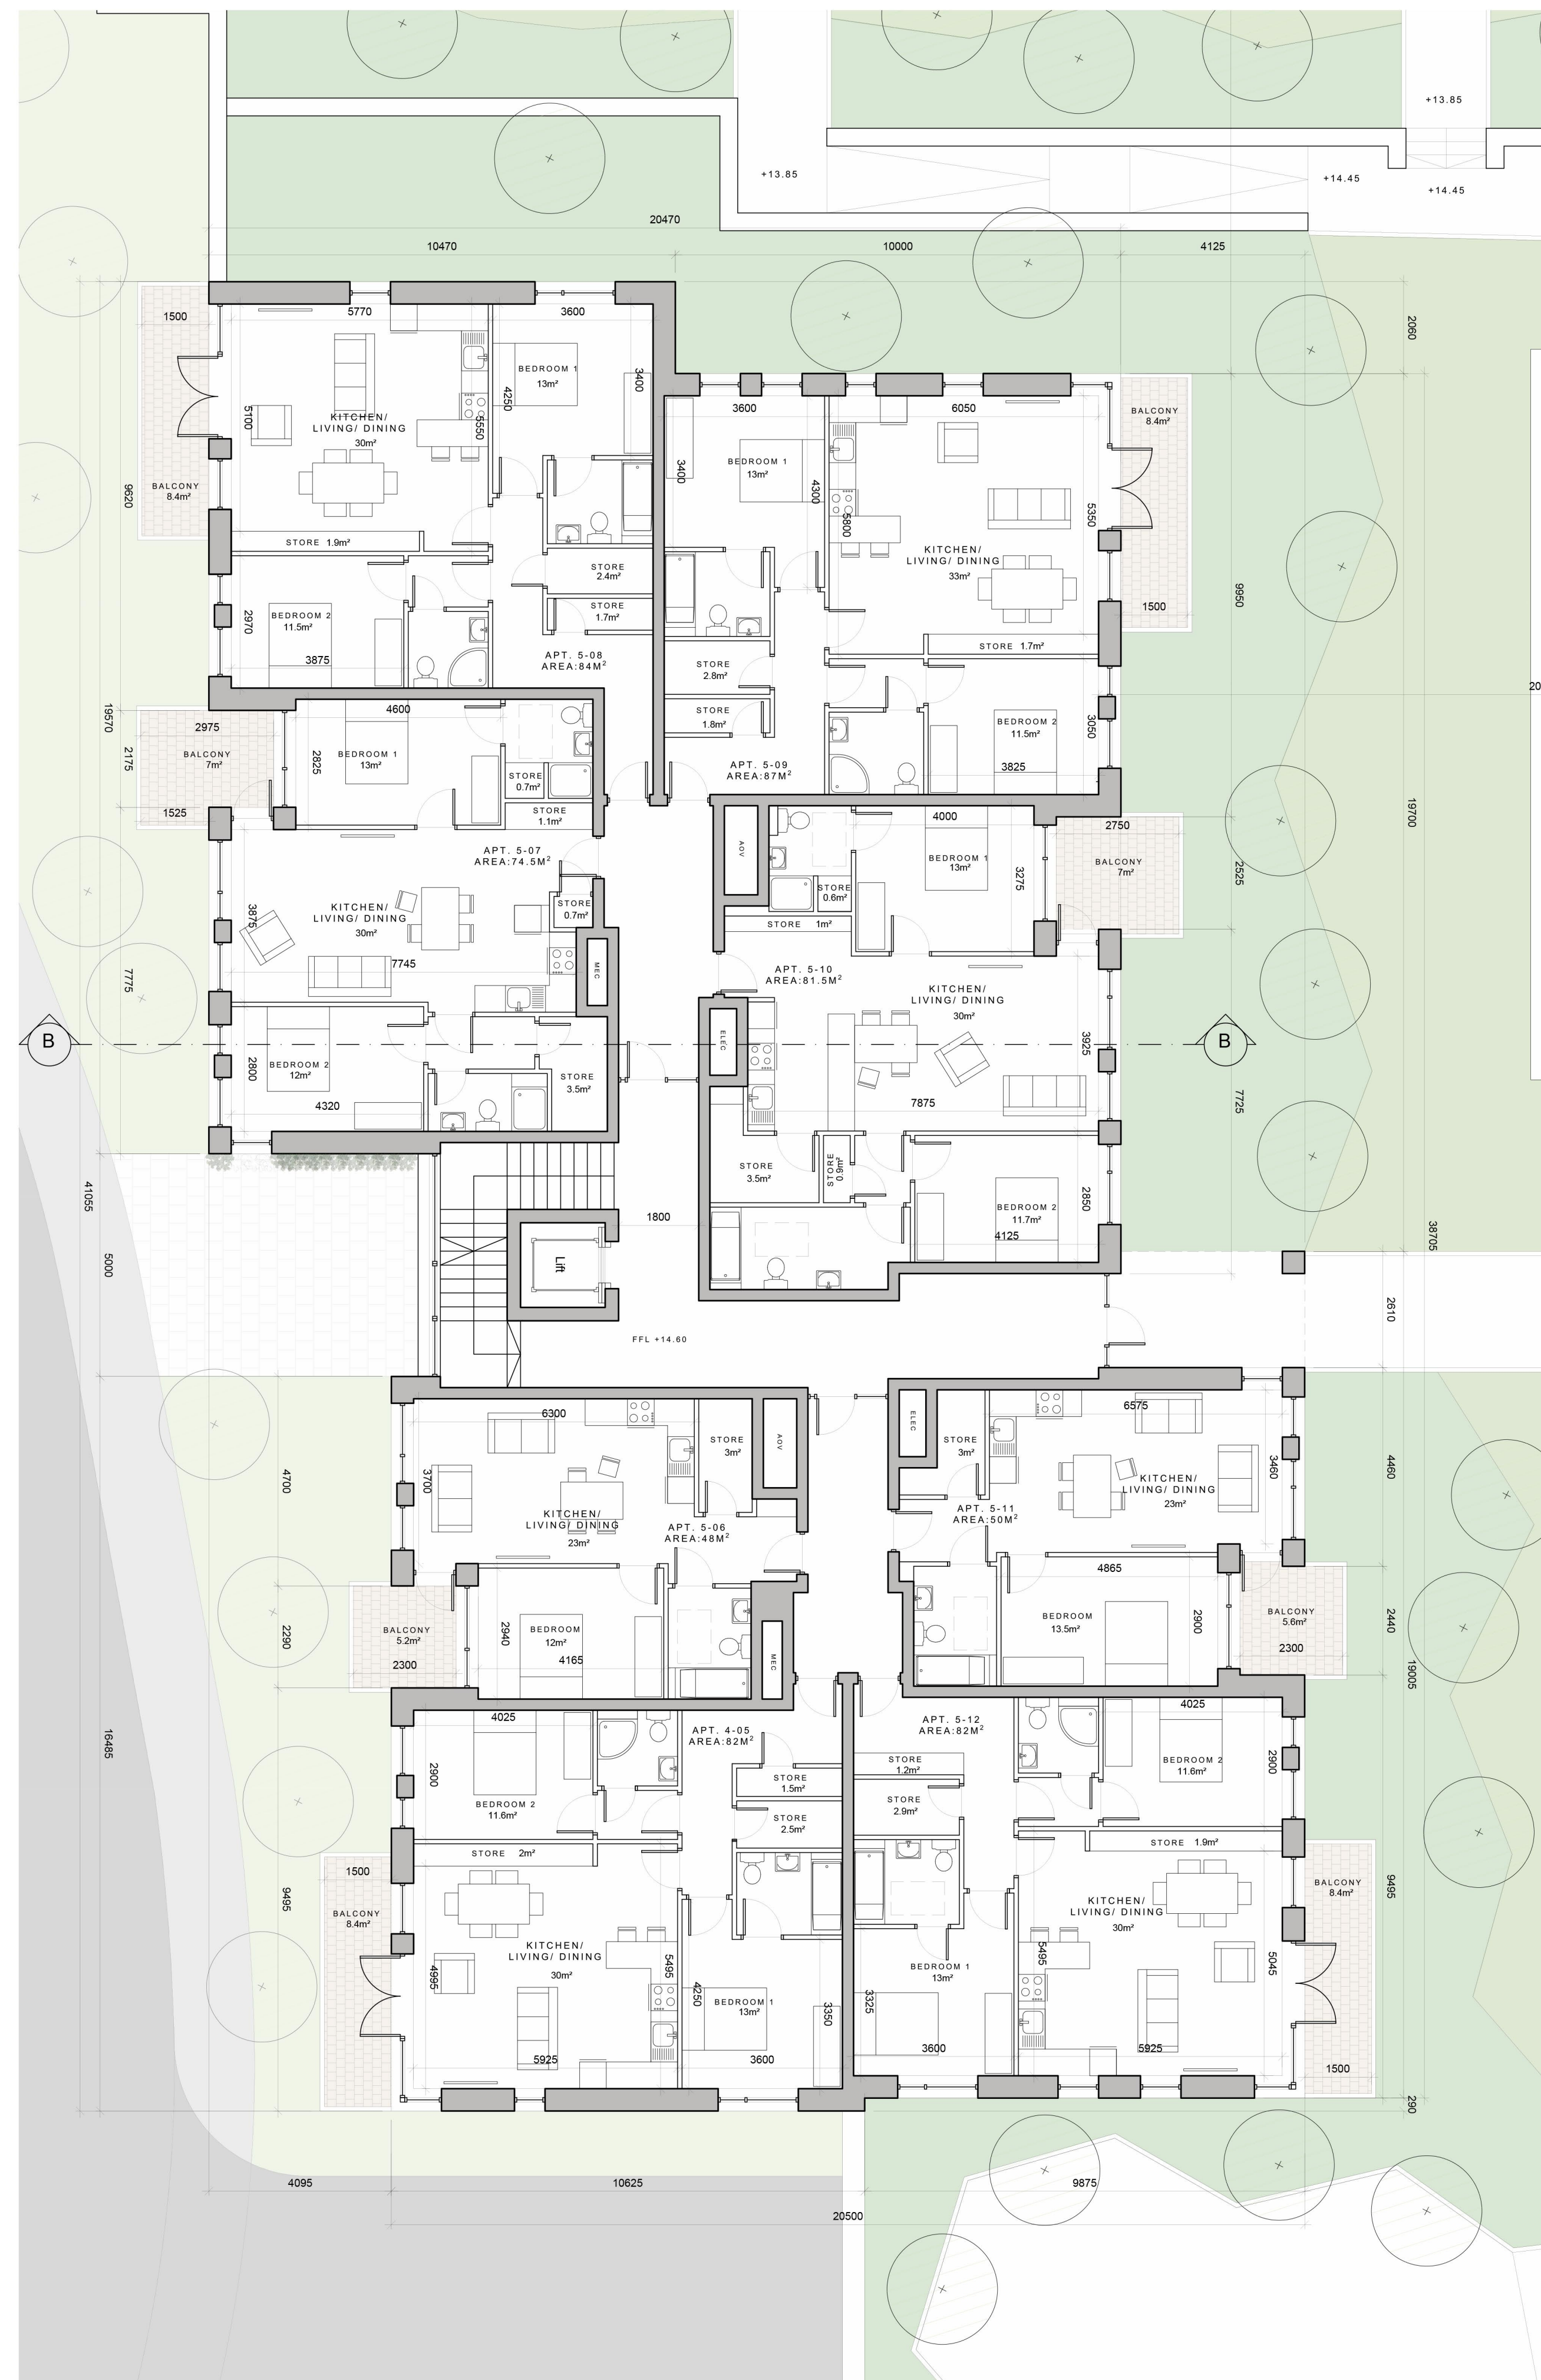 +13.85
+13.85
+14.45
+14.45
20470
10470
10000
4125
2060
1500
5770
3600
BEDROOM 1
13m²
3400
4250
5100
5550
KITCHEN/
LIVING/ DINING
30m²
BALCONY
8.4m²
9620
STORE 1.9m²
STORE
2.4m²
STORE
1.7m²
BEDROOM 2
11.5m²
2970
3875
APT. 5-08
AREA:84M²
3600
6050
BALCONY
8.4m²
3400
BEDROOM 1
13m²
4300
5800
5350
KITCHEN/
LIVING/ DINING
33m²
1500
9950
STORE 1.7m²
STORE
2.8m²
STORE
1.8m²
BEDROOM 2
11.5m²
3050
3825
APT. 5-09
AREA:87M²
20
19570
2975
BALCONY
7m²
2175
1525
4600
BEDROOM 1
13m²
2825
STORE
0.7m²
STORE
1.1m²
APT. 5-07
AREA:74.5M²
KITCHEN/
LIVING/ DINING
30m²
3875
STORE
0.7m²
7745
MEC
7775
B
BEDROOM 2
12m²
2800
4320
STORE
3.5m²
AOV
4000
BEDROOM 1
13m²
3275
2750
BALCONY
7m²
2525
19700
STORE
0.6m²
STORE 1m²
APT. 5-10
AREA:81.5M²
KITCHEN/
LIVING/ DINING
30m²
ELEC
3925
B
7875
7725
STORE
3.5m²
STORE
0.9m²
BEDROOM 2
11.7m²
2850
4125
41055
5000
1800
Lift
38705
2610
FFL +14.60
6300
STORE
3m²
AOV
ELEC
STORE
3m²
6575
4700
3700
KITCHEN/
LIVING/ DINING
23m²
APT. 5-06
AREA:48M²
APT. 5-11
AREA:50M²
KITCHEN/
LIVING/ DINING
23m²
3460
4460
BALCONY
5.2m²
2290
2300
2940
BEDROOM
12m²
4165
MEC
4865
BEDROOM
13.5m²
2900
BALCONY
5.6m²
2300
2440
19005
16485
4025
2900
BEDROOM 2
11.6m²
APT. 4-05
AREA:82M²
STORE
1.5m²
STORE
2.5m²
STORE 2m²
APT. 5-12
AREA:82M²
STORE
1.2m²
STORE
2.9m²
4025
BEDROOM 2
11.6m²
2900
STORE 1.9m²
1500
9495
BALCONY
8.4m²
KITCHEN/
LIVING/ DINING
30m²
4995
5495
4250
BEDROOM 1
13m²
3350
5925
3600
BEDROOM 1
13m²
3325
3600
KITCHEN/
LIVING/ DINING
30m²
5495
5045
5925
BALCONY
8.4m²
9495
1500
290
4095
10625
9875
20500